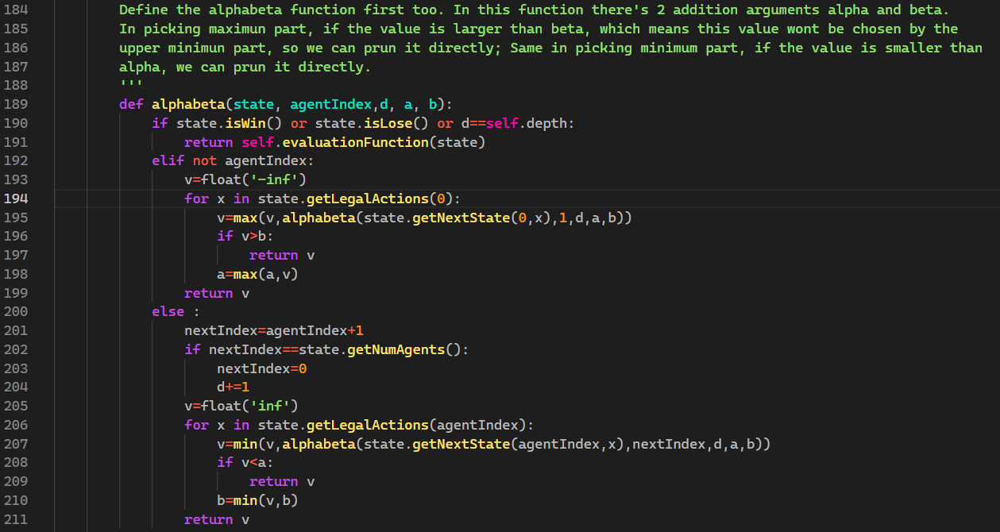 184 Define the alphabeta function first too. In this function there's 2 addition arguments alpha and beta.
185 In picking maximun part, if the value is larger than beta, which means this value wont be chosen by the
186 upper minimun part, so we can prun it directly; Same in picking minimum part, if the value is smaller than
187 alpha, we can prun it directly.
188 '''
189 def alphabeta(state, agentIndex,d, a, b):
190     if state.isWin() or state.isLose() or d==self.depth:
191         return self.evaluationFunction(state)
192     elif not agentIndex:
193         v=float('-inf')
194         for x in state.getLegalActions(0):
195             v=max(v,alphabeta(state.getNextState(0,x),1,d,a,b))
196             if v>b:
197                 return v
198             a=max(a,v)
199         return v
200     else :
201         nextIndex=agentIndex+1
202         if nextIndex==state.getNumAgents():
203             nextIndex=0
204             d+=1
205         v=float('inf')
206         for x in state.getLegalActions(agentIndex):
207             v=min(v,alphabeta(state.getNextState(agentIndex,x),nextIndex,d,a,b))
208             if v<a:
209                 return v
210             b=min(v,b)
211         return v